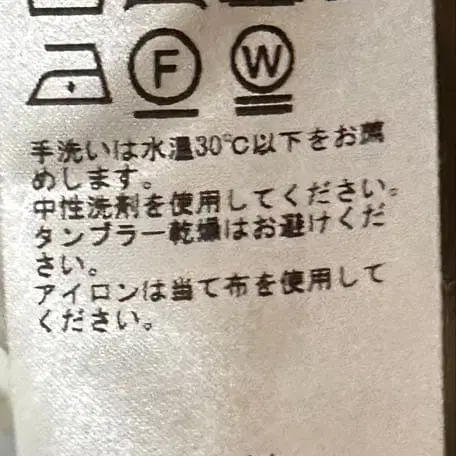 F W
手洗いは水温30℃以下をお薦
めします。
中性洗剤を使用してください。
タンブラー乾燥はお避けくだ
さい。
アイロンは当て布を使用して
ください。